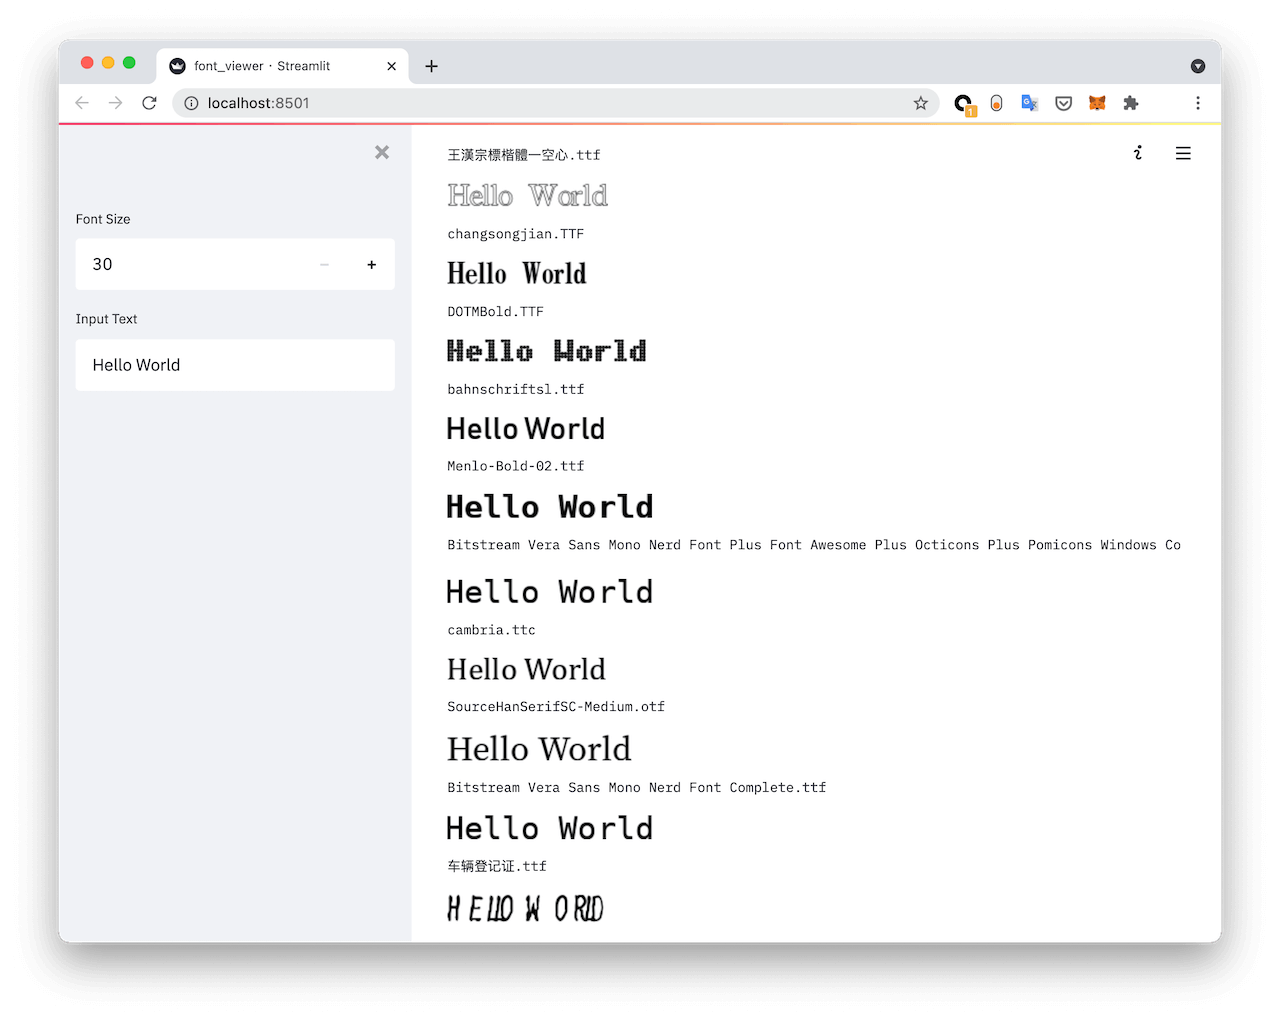 font_viewer · Streamlit
localhost:8501
1
Font Size
30
Input Text
Hello World
王漢宗標楷體一空心.ttf
Hello World
changsongjian.TTF
Hello World
DOTMBold.TTF
Hello World
bahnschriftsl.ttf
Hello World
Menlo-Bold-02.ttf
Hello World
Bitstream Vera Sans Mono Nerd Font Plus Font Awesome Plus Octicons Plus Pomicons Windows Co
Hello World
cambria.ttc
Hello World
SourceHanSerifSC-Medium.otf
Hello World
Bitstream Vera Sans Mono Nerd Font Complete.ttf
Hello World
车辆登记证.ttf
HELLO WORLD